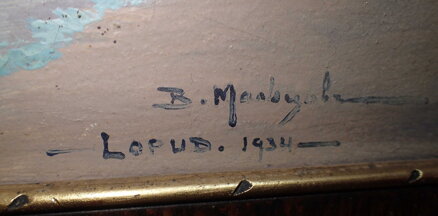 B.
— LOPUD. 1934 —